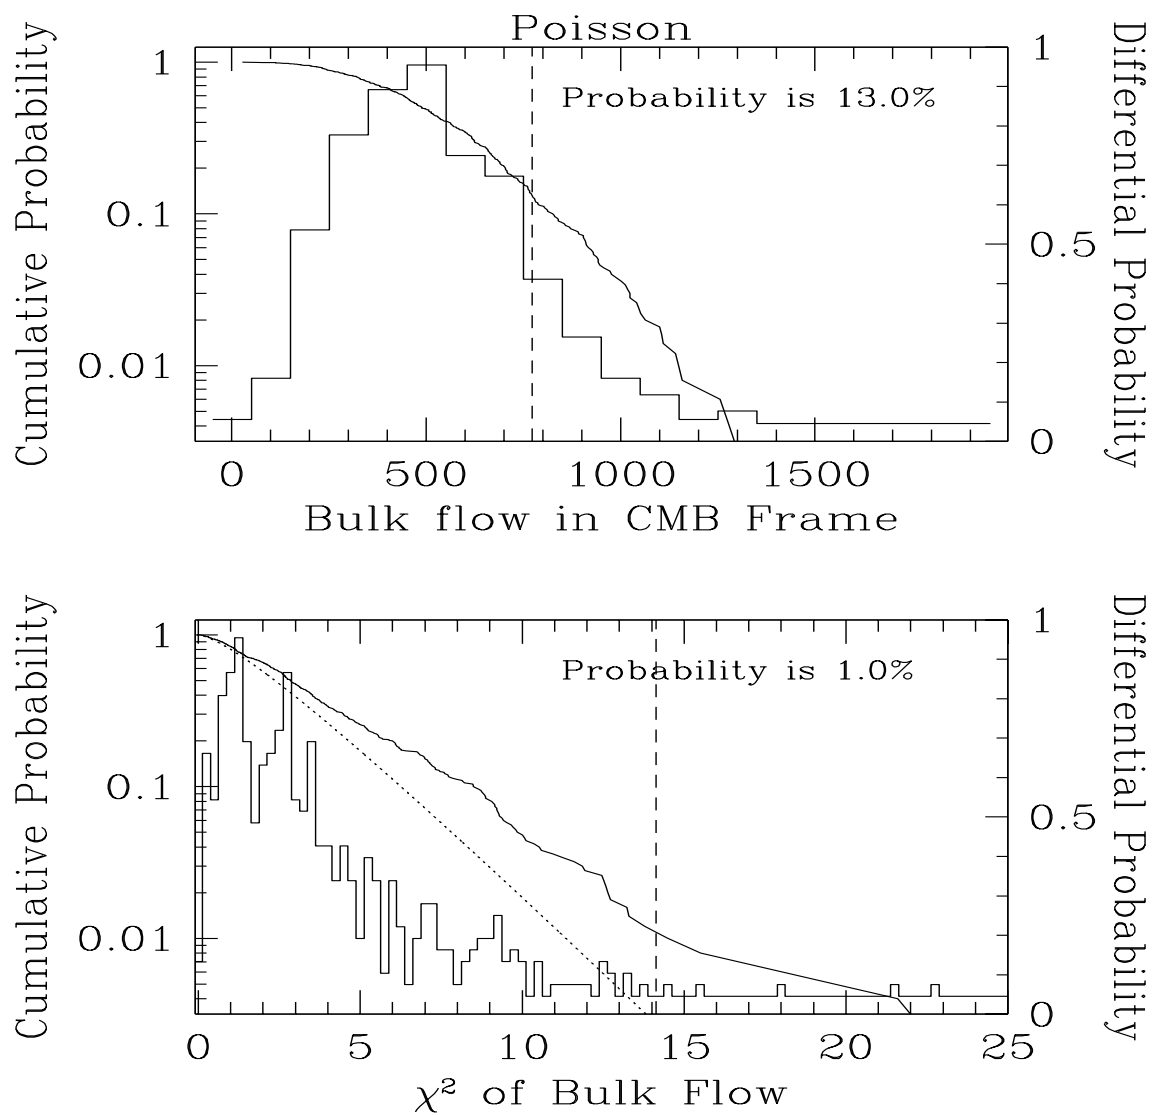 Poisson
Cumulative Probability
Differential Probability
1
0.1
0.01
Probability is 13.0%
1
0.5
0
0 500 1000 1500
Bulk flow in CMB Frame
Cumulative Probability
Differential Probability
1
0.1
0.01
Probability is 1.0%
1
0.5
0
0 5 10 15 20 25
χ² of Bulk Flow